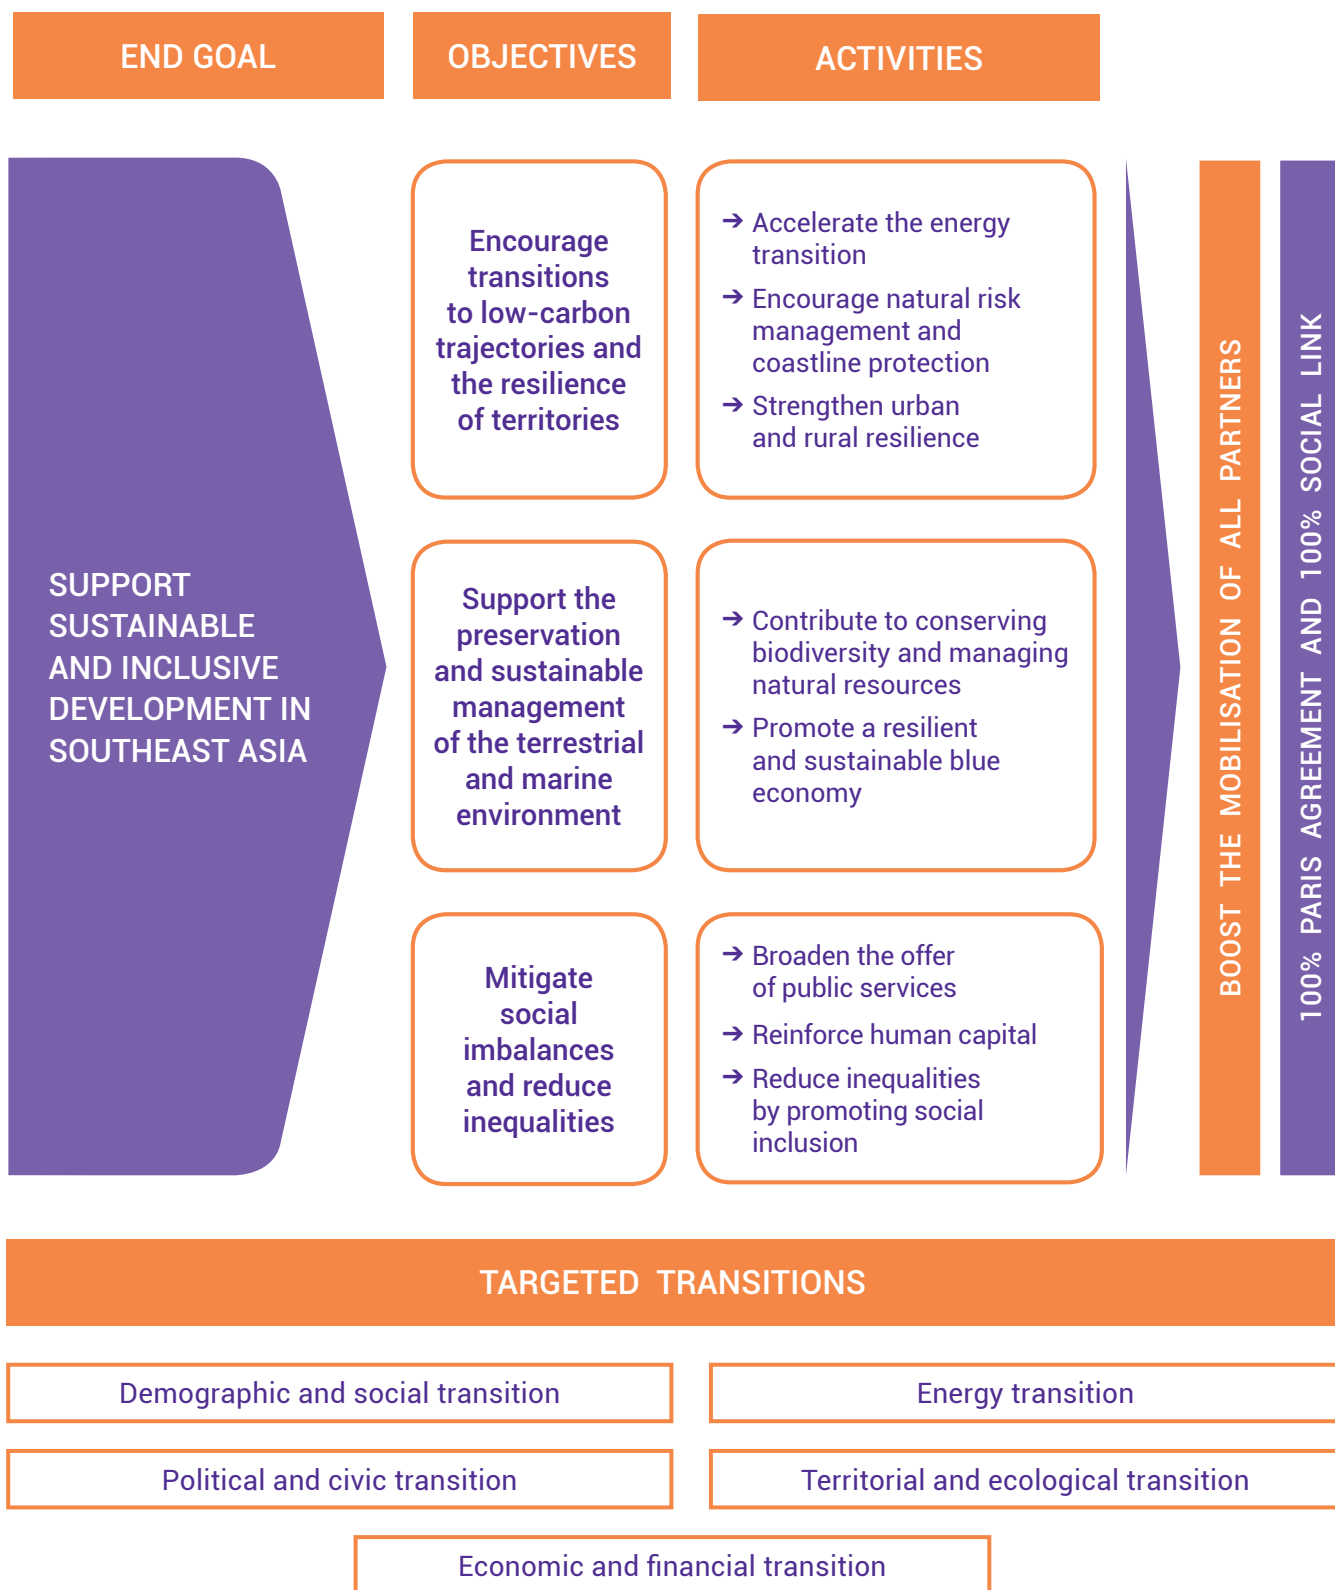 END GOAL
OBJECTIVES
ACTIVITIES
SUPPORT
SUSTAINABLE
AND INCLUSIVE
DEVELOPMENT IN
SOUTHEAST ASIA
Encourage
transitions
to low-carbon
trajectories and
the resilience
of territories
➔ Accelerate the energy
transition
➔ Encourage natural risk
management and
coastline protection
➔ Strengthen urban
and rural resilience
Support the
preservation
and sustainable
management
of the terrestrial
and marine
environment
➔ Contribute to conserving
biodiversity and managing
natural resources
➔ Promote a resilient
and sustainable blue
economy
Mitigate
social
imbalances
and reduce
inequalities
➔ Broaden the offer
of public services
➔ Reinforce human capital
➔ Reduce inequalities
by promoting social
inclusion
BOOST THE MOBILISATION OF ALL PARTNERS
100% PARIS AGREEMENT AND 100% SOCIAL LINK
TARGETED TRANSITIONS
Demographic and social transition
Energy transition
Political and civic transition
Territorial and ecological transition
Economic and financial transition